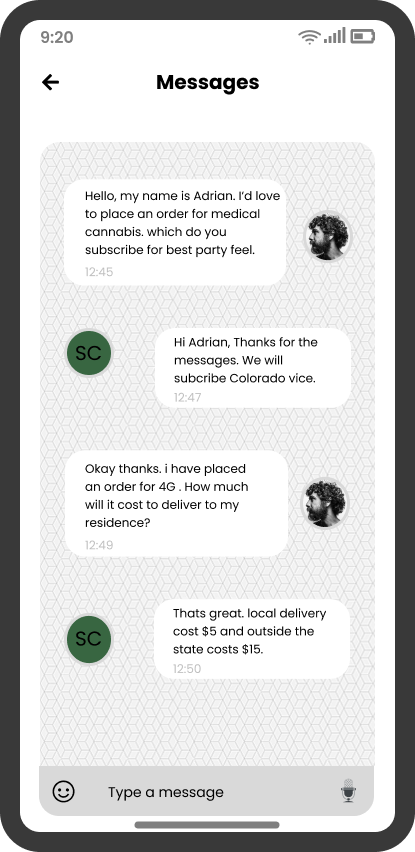 9:20
Messages
Hello, my name is Adrian. I’d love
to place an order for medical
cannabis. which do you
subscribe for best party feel.
12:45
SC
Hi Adrian, Thanks for the
messages. We will
subcribe Colorado vice.
12:47
Okay thanks. i have placed
an order for 4G . How much
will it cost to deliver to my
residence?
12:49
SC
Thats great. local delivery
cost $5 and outside the
state costs $15.
12:50
Type a message